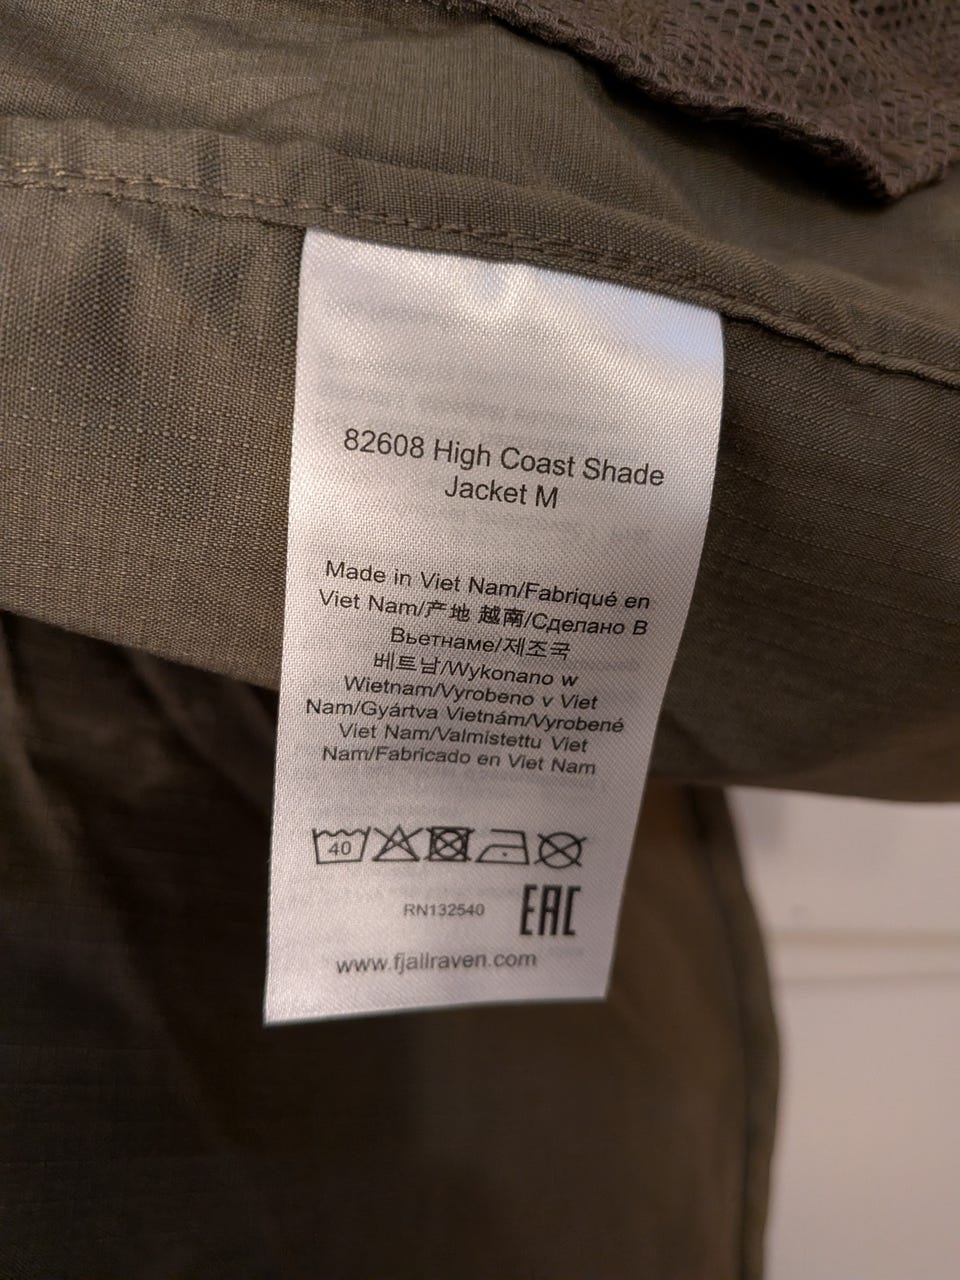 82608 High Coast Shade
Jacket M
Made in Viet Nam/Fabriqué en
Viet Nam/产地 越南/Сделано В
Вьетнаме/제조국
베트남/Wykonano w
Wietnam/Vyrobeno v Viet
Nam/Gyártva Vietnám/Vyrobené
Viet Nam/Valmistettu Viet
Nam/Fabricado en Viet Nam
40
RN132540 EAC
www.fjallraven.com